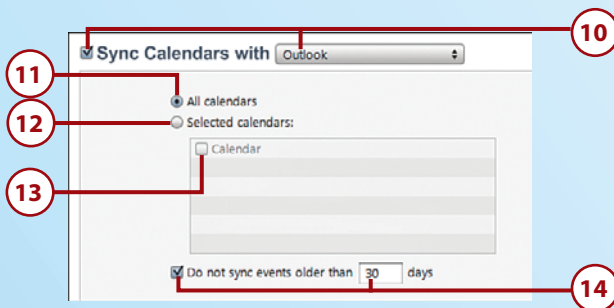 10
Sync Calendars with Outlook
11
All calendars
12
Selected calendars:
Calendar
13
Do not sync events older than 30 days
14